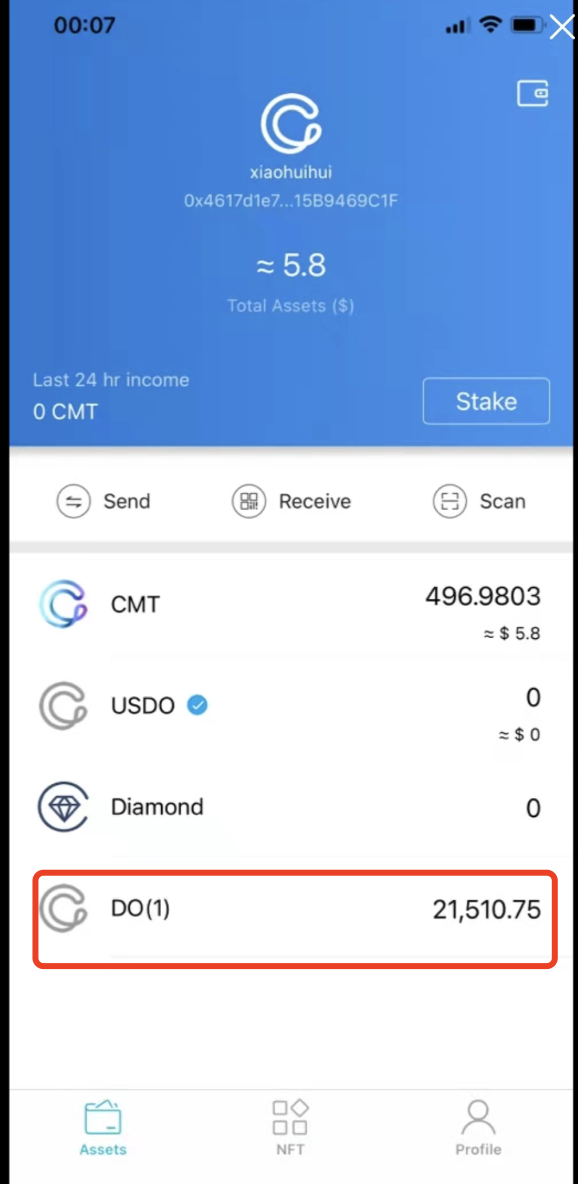 00:07
xiaohuihui
0x4617d1e7...15B9469C1F
≈ 5.8
Total Assets ($)
Last 24 hr income
0 CMT
Stake
Send
Receive
Scan
CMT
496.9803
≈ $ 5.8
USDO
0
≈ $ 0
Diamond
0
DO(1)
21,510.75
Assets
NFT
Profile